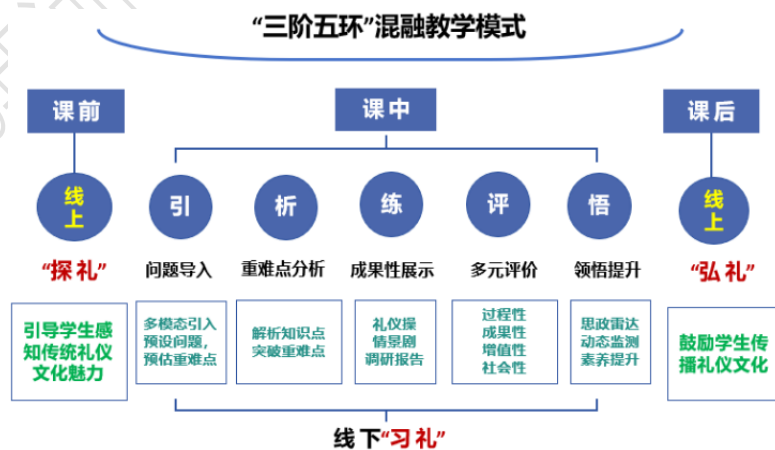 “三阶五环”混融教学模式
课前
课中
课后
线上
引
析
练
评
悟
线上
“探礼”
问题导入
重难点分析
成果性展示
多元评价
领悟提升
“弘礼”
引导学生感
知传统礼仪
文化魅力
多模态引入
预设问题，
预估重难点
解析知识点
突破重难点
礼仪操
情景剧
调研报告
过程性
成果性
增值性
社会性
思政雷达
动态监测
素养提升
鼓励学生传
播礼仪文化
线下“习礼”